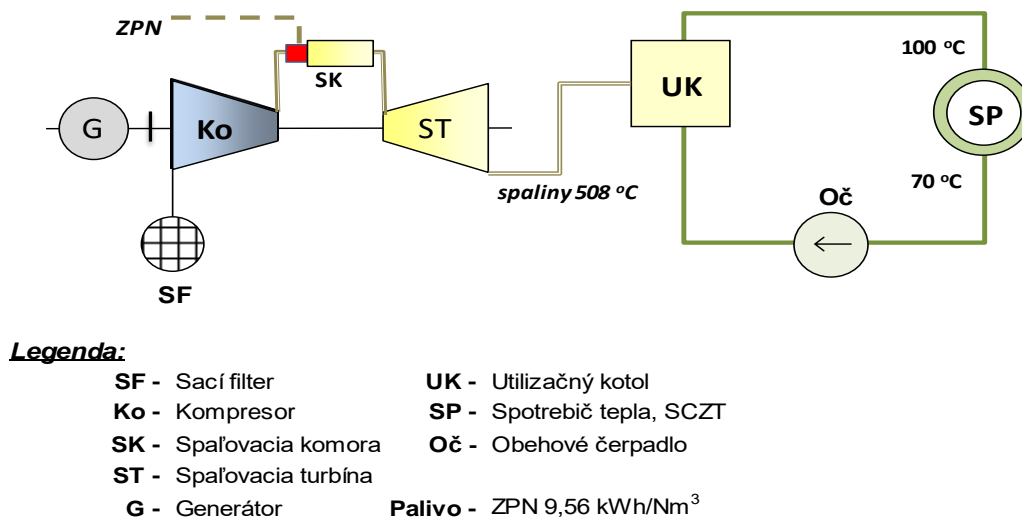 ZPN
SK
UK
100 °C
SP
G
Ko
ST
70 °C
spaliny 508 °C
Oč
SF
Legenda:
SF - Sací filter UK - Utilizačný kotol
Ko - Kompresor SP - Spotrebič tepla, SCZT
SK - Spaľovacia komora Oč - Obehové čerpadlo
ST - Spaľovacia turbína
G - Generátor Palivo - ZPN 9,56 kWh/Nm³